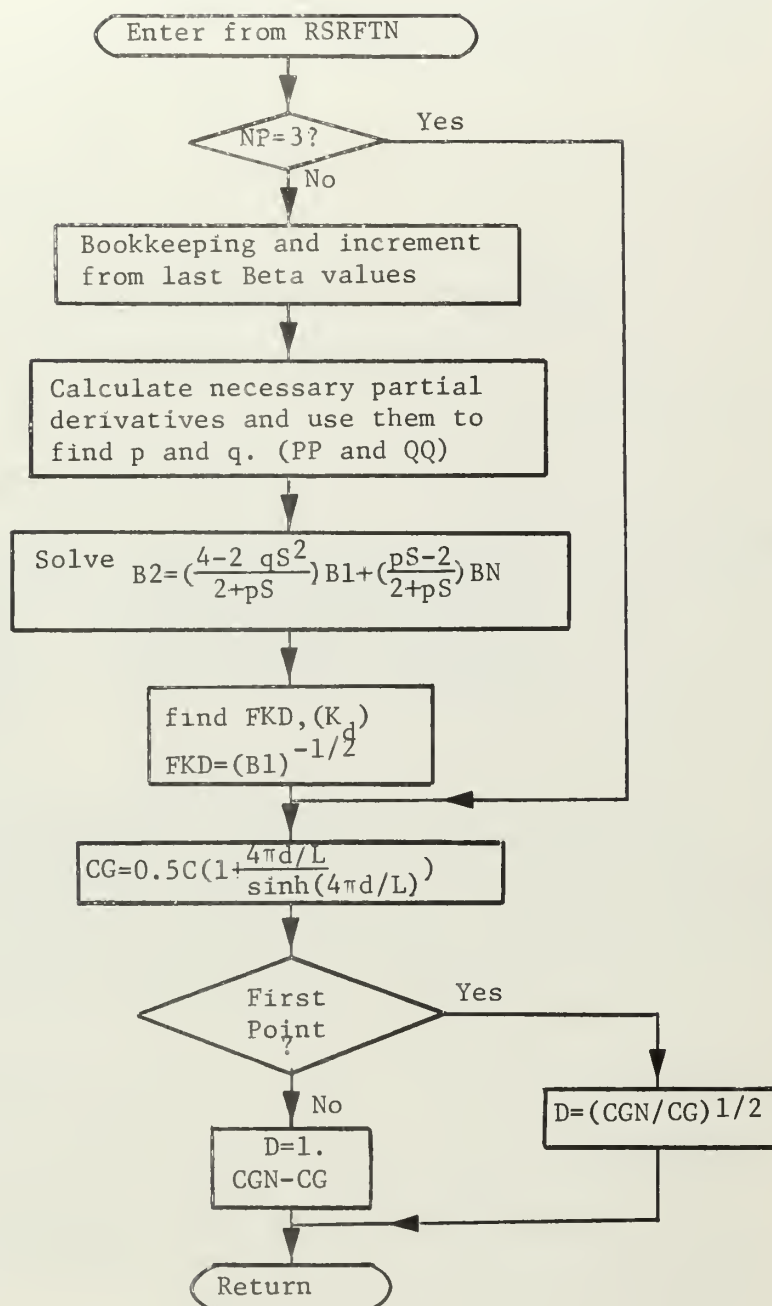 Enter from RSRFTN
NP=3?
Yes
No
Bookkeeping and increment
from last Beta values
Calculate necessary partial
derivatives and use them to
find p and q. (PP and QQ)
Solve B2=(4-2 qS²/2+pS)B1+(pS-2/2+pS)BN
find FKD,(K_d)
FKD=(B1)^-1/2
CG=0.5C(1+4πd/L/sinh(4πd/L))
First
Point
?
Yes
No
D=(CGN/CG)^1/2
D=1.
CGN-CG
Return